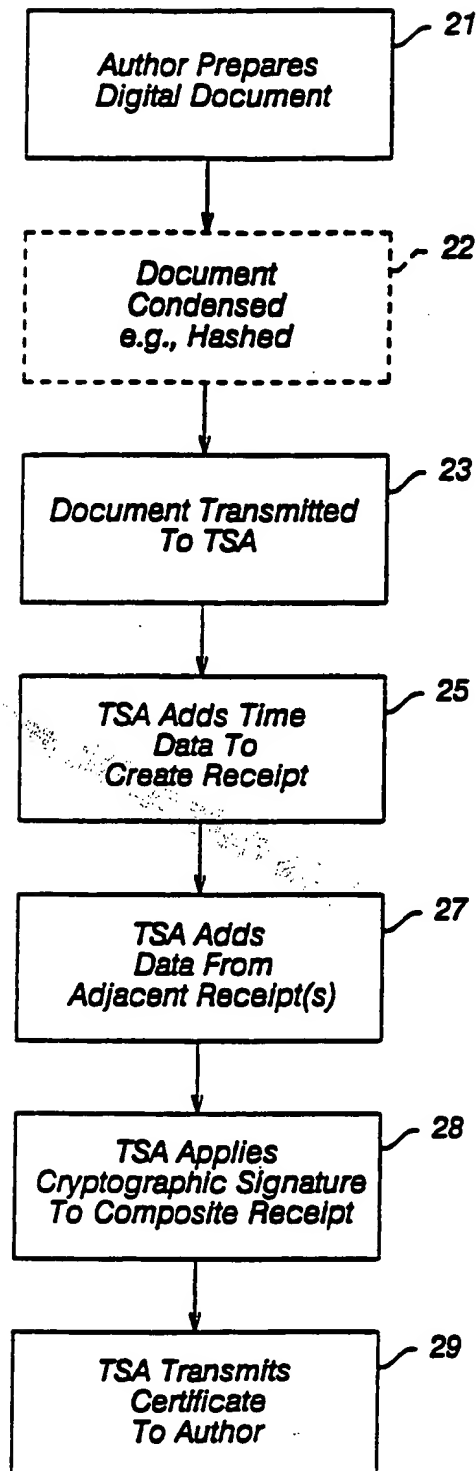 21
Author Prepares
Digital Document
22
Document
Condensed
e.g., Hashed
23
Document Transmitted
To TSA
25
TSA Adds Time
Data To
Create Receipt
27
TSA Adds
Data From
Adjacent Receipt(s)
28
TSA Applies
Cryptographic Signature
To Composite Receipt
29
TSA Transmits
Certificate
To Author